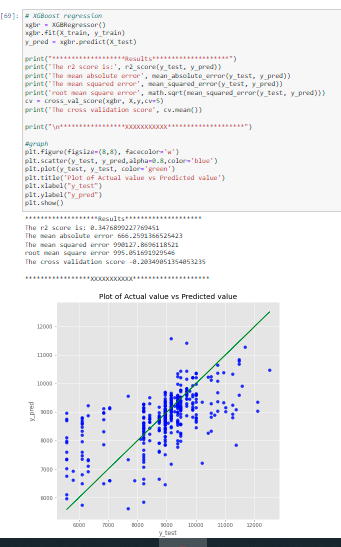 [69]: # XGBoost regression
xgbr = XGBRegressor()
xgbr.fit(X_train, y_train)
y_pred = xgbr.predict(X_test)
print("*******************Results********************")
print('The r2 score is:', r2_score(y_test, y_pred))
print('The mean absolute error', mean_absolute_error(y_test, y_pred))
print('The mean squared error', mean_squared_error(y_test, y_pred))
print('root mean square error', math.sqrt(mean_squared_error(y_test, y_pred)))
cv = cross_val_score(xgbr, X,y,cv=5)
print('The cross validation score', cv.mean())
print("\n*****************XXXXXXXXXXX********************")
#graph
plt.figure(figsize=(8,8), facecolor='w')
plt.scatter(y_test, y_pred,alpha=0.8,color='blue')
plt.plot(y_test, y_test, color='green')
plt.title('Plot of Actual value vs Predicted value')
plt.xlabel("y_test")
plt.ylabel("y_pred")
plt.show()
*******************Results********************
The r2 score is: 0.3476899227769451
The mean absolute error 666.2591366525423
The mean squared error 990127.8696118521
root mean square error 995.051691929546
The cross validation score -0.20349051354053235
*****************XXXXXXXXXXX********************
Plot of Actual value vs Predicted value
12000
11000
10000
9000
8000
7000
6000
y_pred
6000 7000 8000 9000 10000 11000 12000
y_test